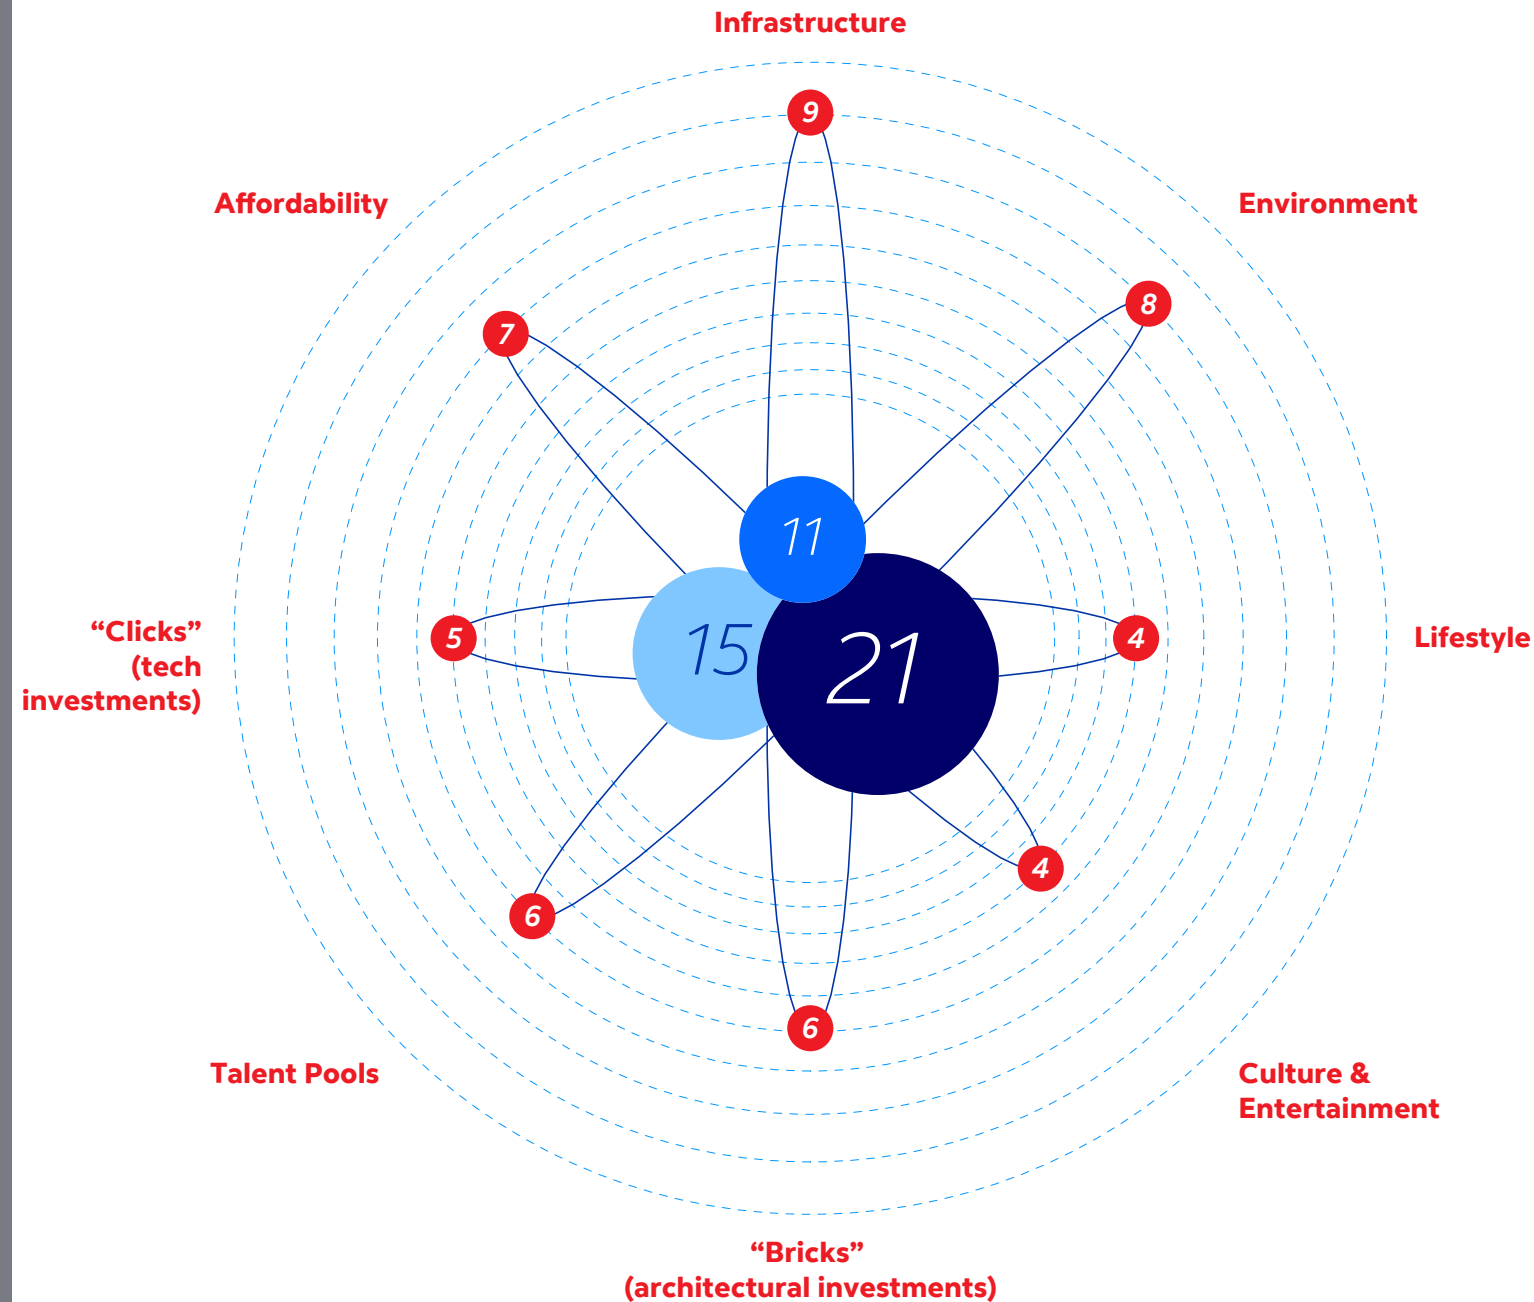 Infrastructure
9
Affordability
Environment
8
7
11
“Clicks”
(tech
investments)
5
15
21
4
Lifestyle
4
6
6
Talent Pools
Culture &
Entertainment
“Bricks”
(architectural investments)